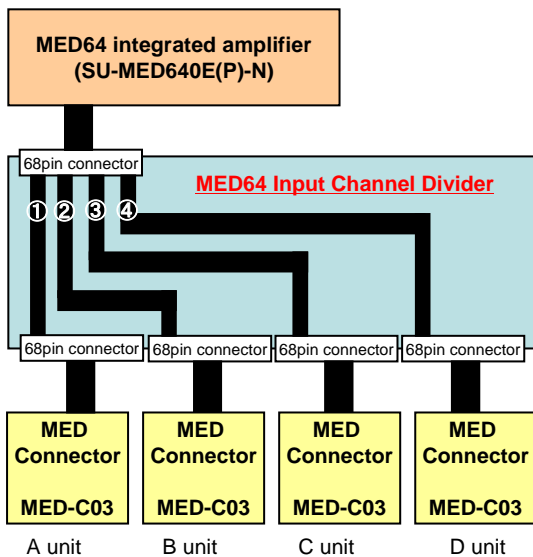 MED64 integrated amplifier
(SU-MED640E(P)-N)
68pin connector
MED64 Input Channel Divider
① ② ③ ④
68pin connector 68pin connector 68pin connector 68pin connector
MED MED MED MED
Connector Connector Connector Connector
MED-C03 MED-C03 MED-C03 MED-C03
A unit B unit C unit D unit